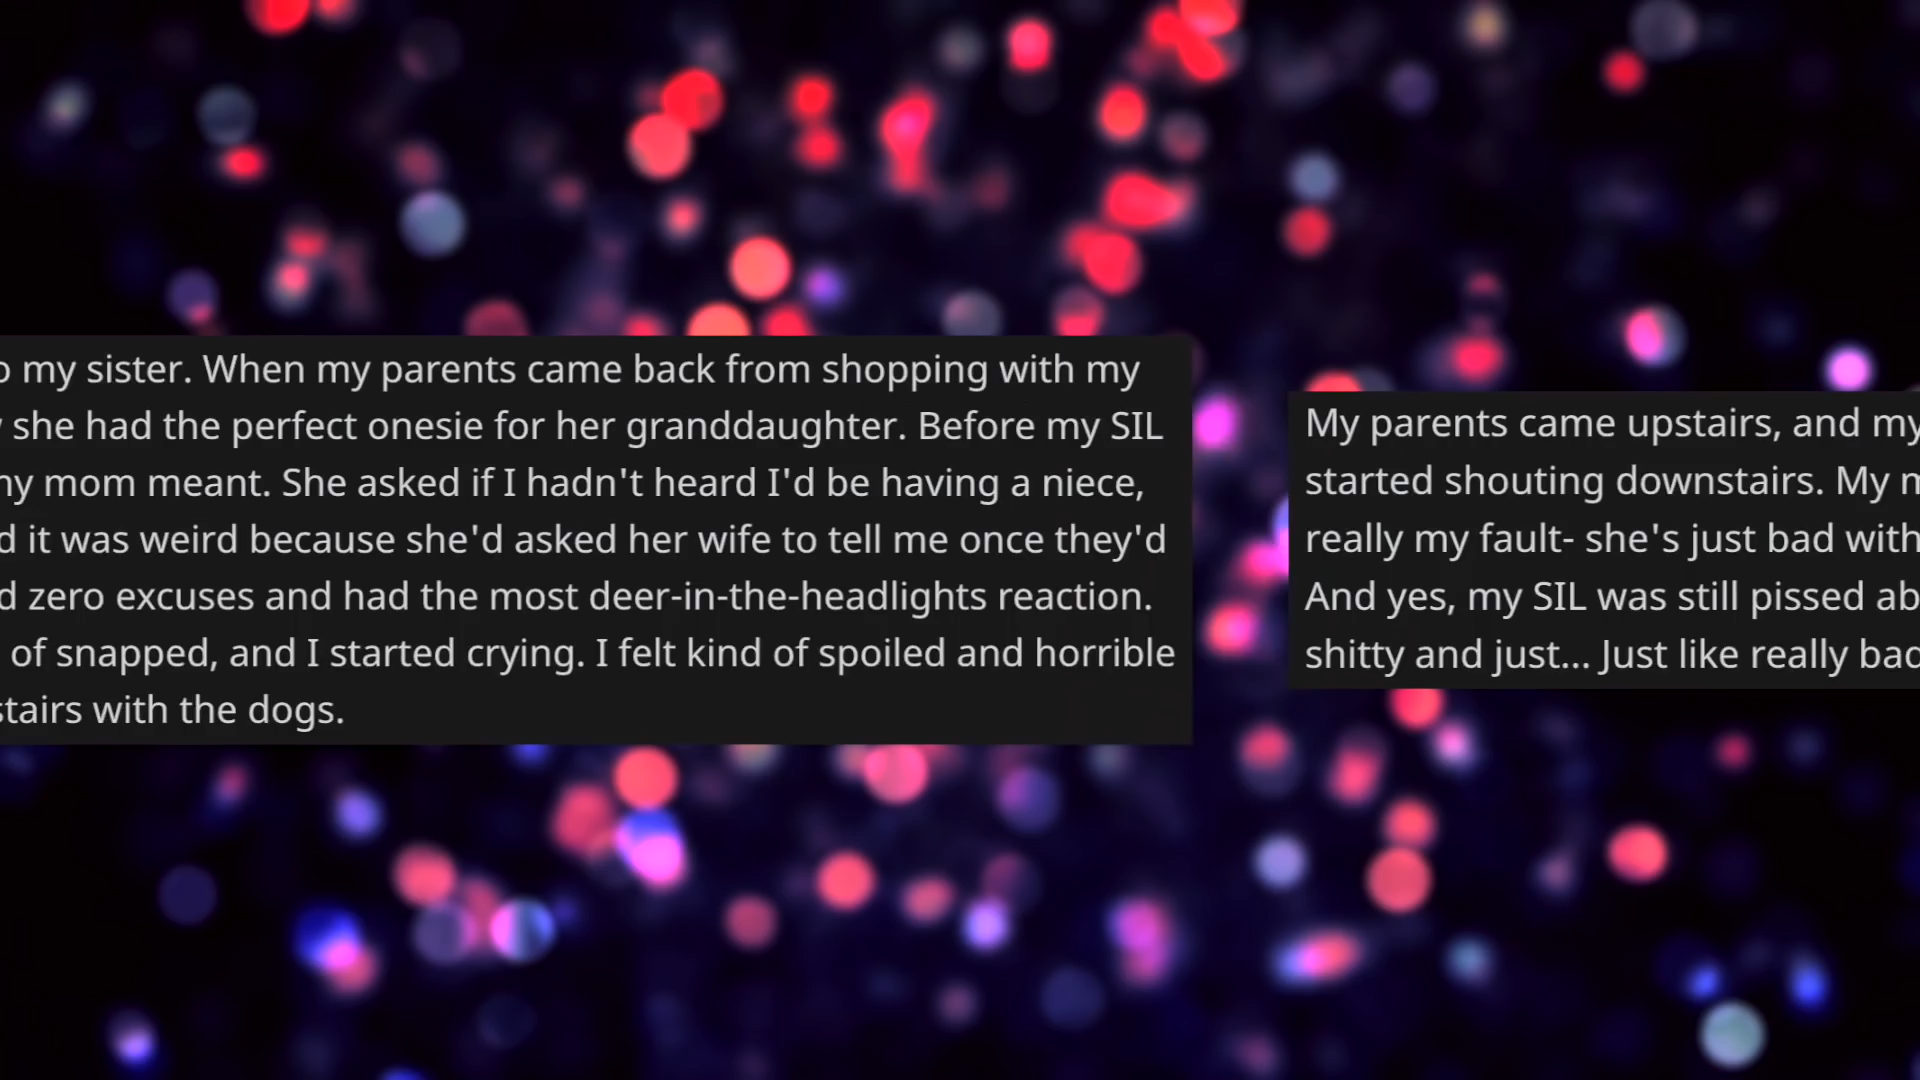 my sister. When my parents came back from shopping with my
she had the perfect onesie for her granddaughter. Before my SIL
mom meant. She asked if I hadn't heard I'd be having a niece,
it was weird because she'd asked her wife to tell me once they'd
zero excuses and had the most deer-in-the-headlights reaction.
of snapped, and I started crying. I felt kind of spoiled and horrible
with the dogs.
My parents came upstairs, and my
started shouting downstairs. My
really my fault- she's just bad with
And yes, my SIL was still pissed
shitty and just... Just like really bad